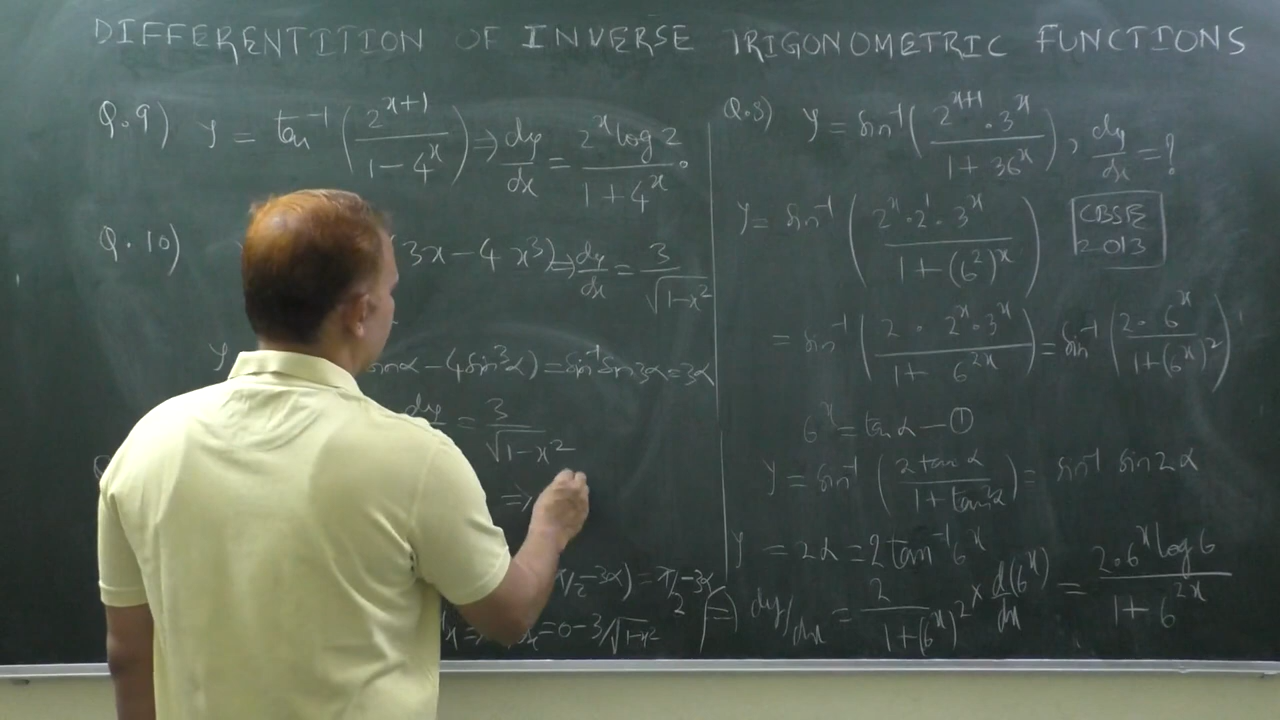 DIFFERENTITION OF INVERSE TRIGONOMETRIC FUNCTIONS
Q.9) y = tan⁻¹(2^(x+1)/(1-4^x)) ⇒ dy/dx = 2^x log 2/(1+4^x).
Q.10) 3x-4x³) ⇒ dy/dx = 3/√(1-x²)
y sinα-4sin³α) = sin⁻¹ sin 3α = 3α
dy = 3/√(1-x²)
⇒
π/2-3α) = π/2-3α
dx = 0-3/√(1-x²)
Q.8) y = sin⁻¹(2^(x+1)·3^x/(1+36^x)), dy/dx = ?
y = sin⁻¹(2^x·2¹·3^x/(1+(6²)^x))
CBSE
2013
= sin⁻¹(2·2^x·3^x/(1+6^(2x))) = sin⁻¹(2·6^x/(1+(6^x)²))
6^x = tan α — ①
y = sin⁻¹(2 tan α/(1+tan²α)) = sin⁻¹ sin 2α
y = 2α = 2 tan⁻¹ 6^x
dy/dx = 2/(1+(6^x)²) × d(6^x)/dx = 2·6^x log 6/(1+6^(2x))